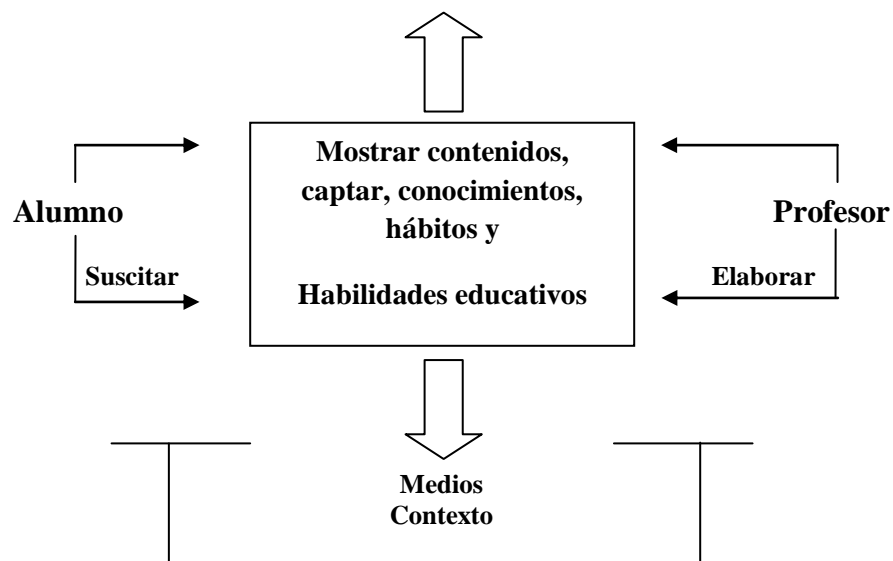 Mostrar contenidos,
captar, conocimientos,
hábitos y
Alumno
Profesor
Suscitar
Habilidades educativos
Elaborar
Medios
Contexto